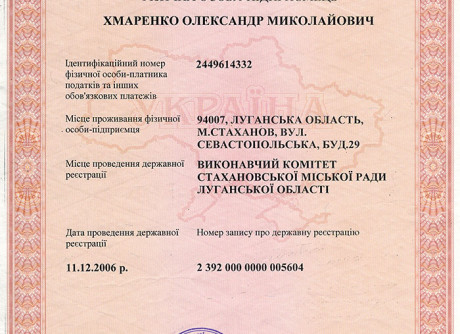 ХМАРЕНКО ОЛЕКСАНДР МИКОЛАЙОВИЧ
Ідентифікаційний номер
фізичної особи-платника
податків та інших
обов'язкових платежів
2449614332
УКРАЇНА
Місце проживання фізичної
особи-підприємця
94007, ЛУГАНСЬКА ОБЛАСТЬ,
М.СТАХАНОВ, ВУЛ.
СЕВАСТОПОЛЬСЬКА, БУД.29
Місце проведення державної
реєстрації
ВИКОНАВЧИЙ КОМІТЕТ
СТАХАНОВСЬКОЇ МІСЬКОЇ РАДИ
ЛУГАНСЬКОЇ ОБЛАСТІ
Дата проведення державної
реєстрації
Номер запису про державну реєстрацію
11.12.2006 р.
2 392 000 0000 005604